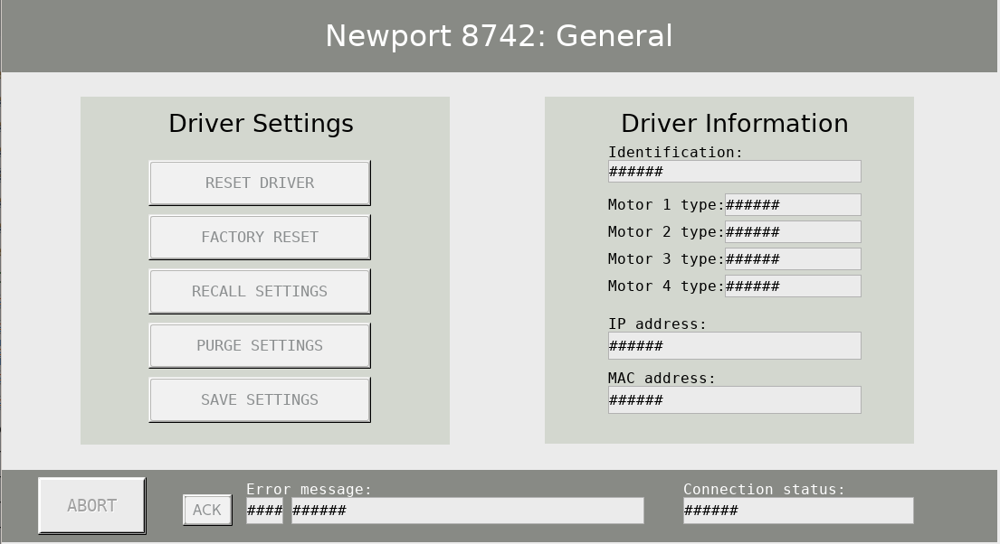 Newport 8742: General
Driver Settings
RESET DRIVER
FACTORY RESET
RECALL SETTINGS
PURGE SETTINGS
SAVE SETTINGS
Driver Information
Identification:
######
Motor 1 type:######
Motor 2 type:######
Motor 3 type:######
Motor 4 type:######
IP address:
######
MAC address:
######
ABORT
ACK
Error message:
#### ######
Connection status:
######